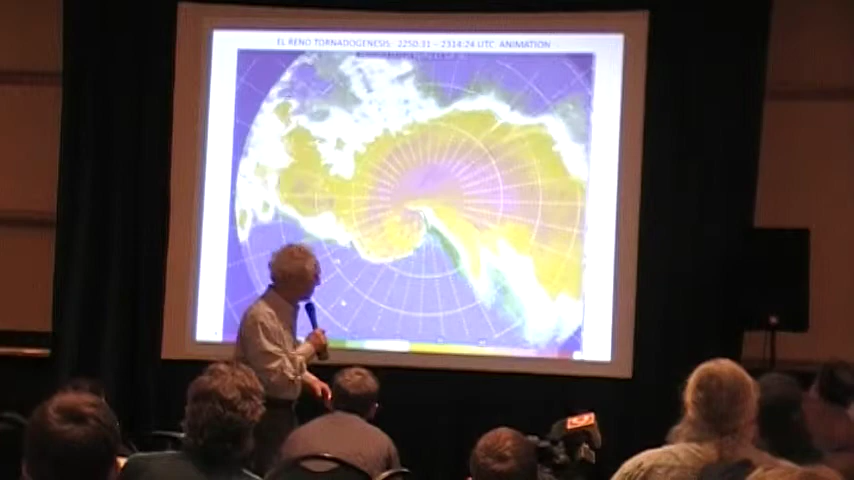 EL RENO TORNADOGENESIS: 2250:31 – 2314:24 UTC ANIMATION